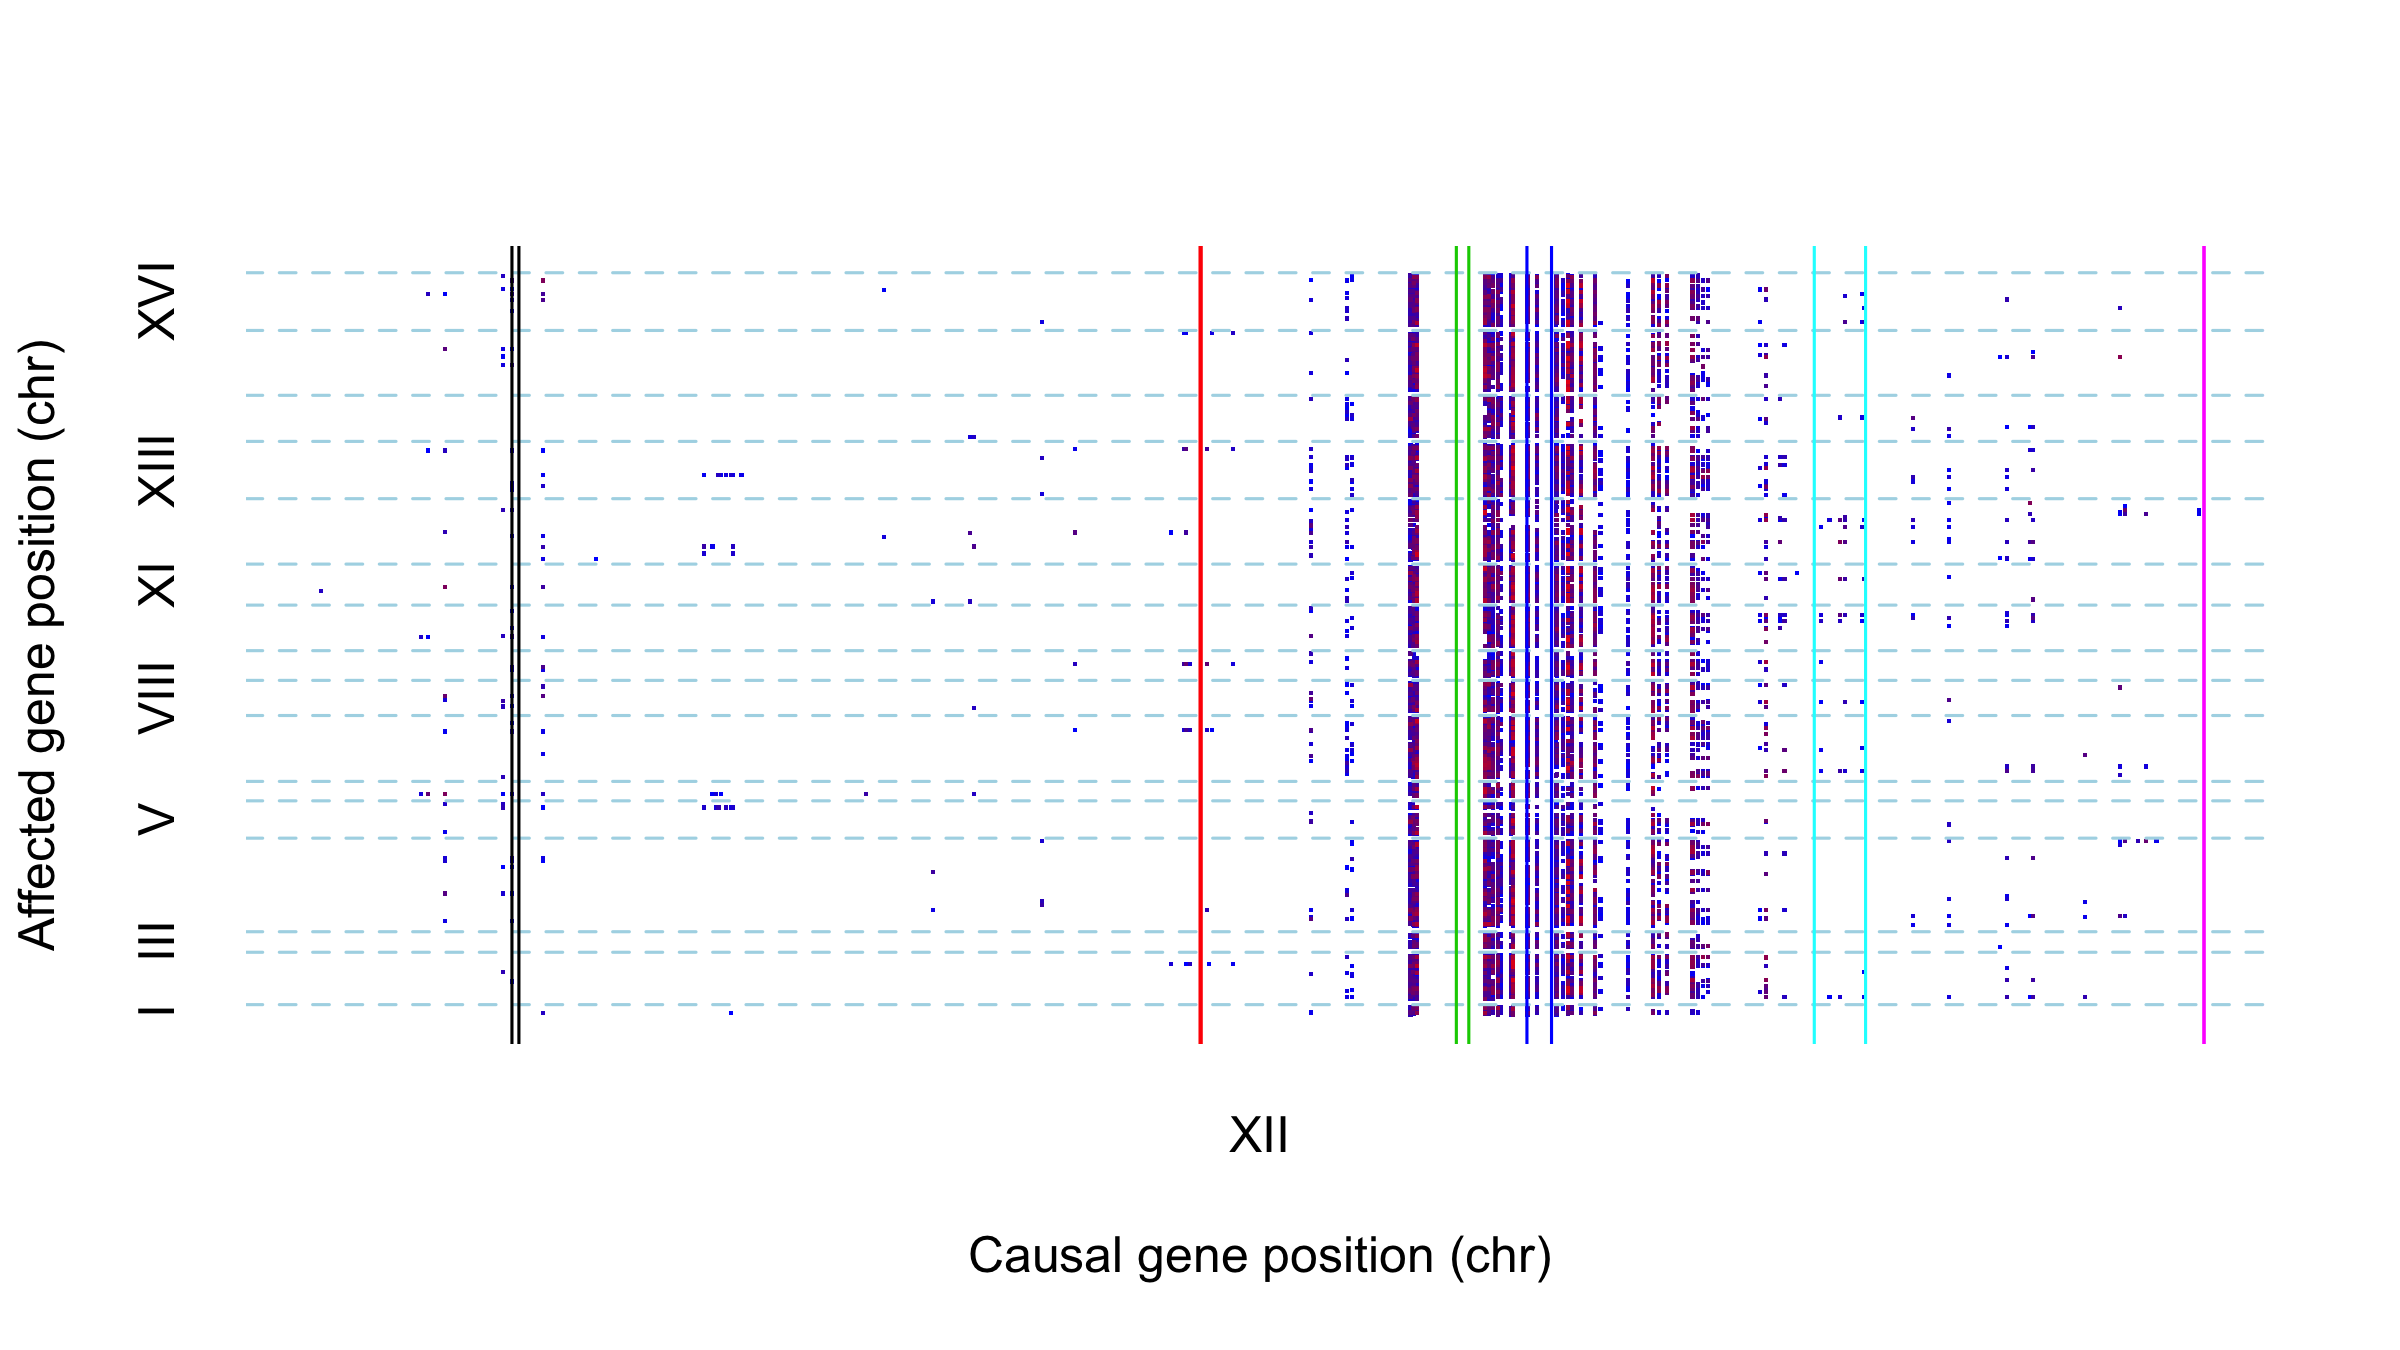 Affected gene position (chr)
XVI
XIII
XI
VIII
V
III
I
XII
Causal gene position (chr)